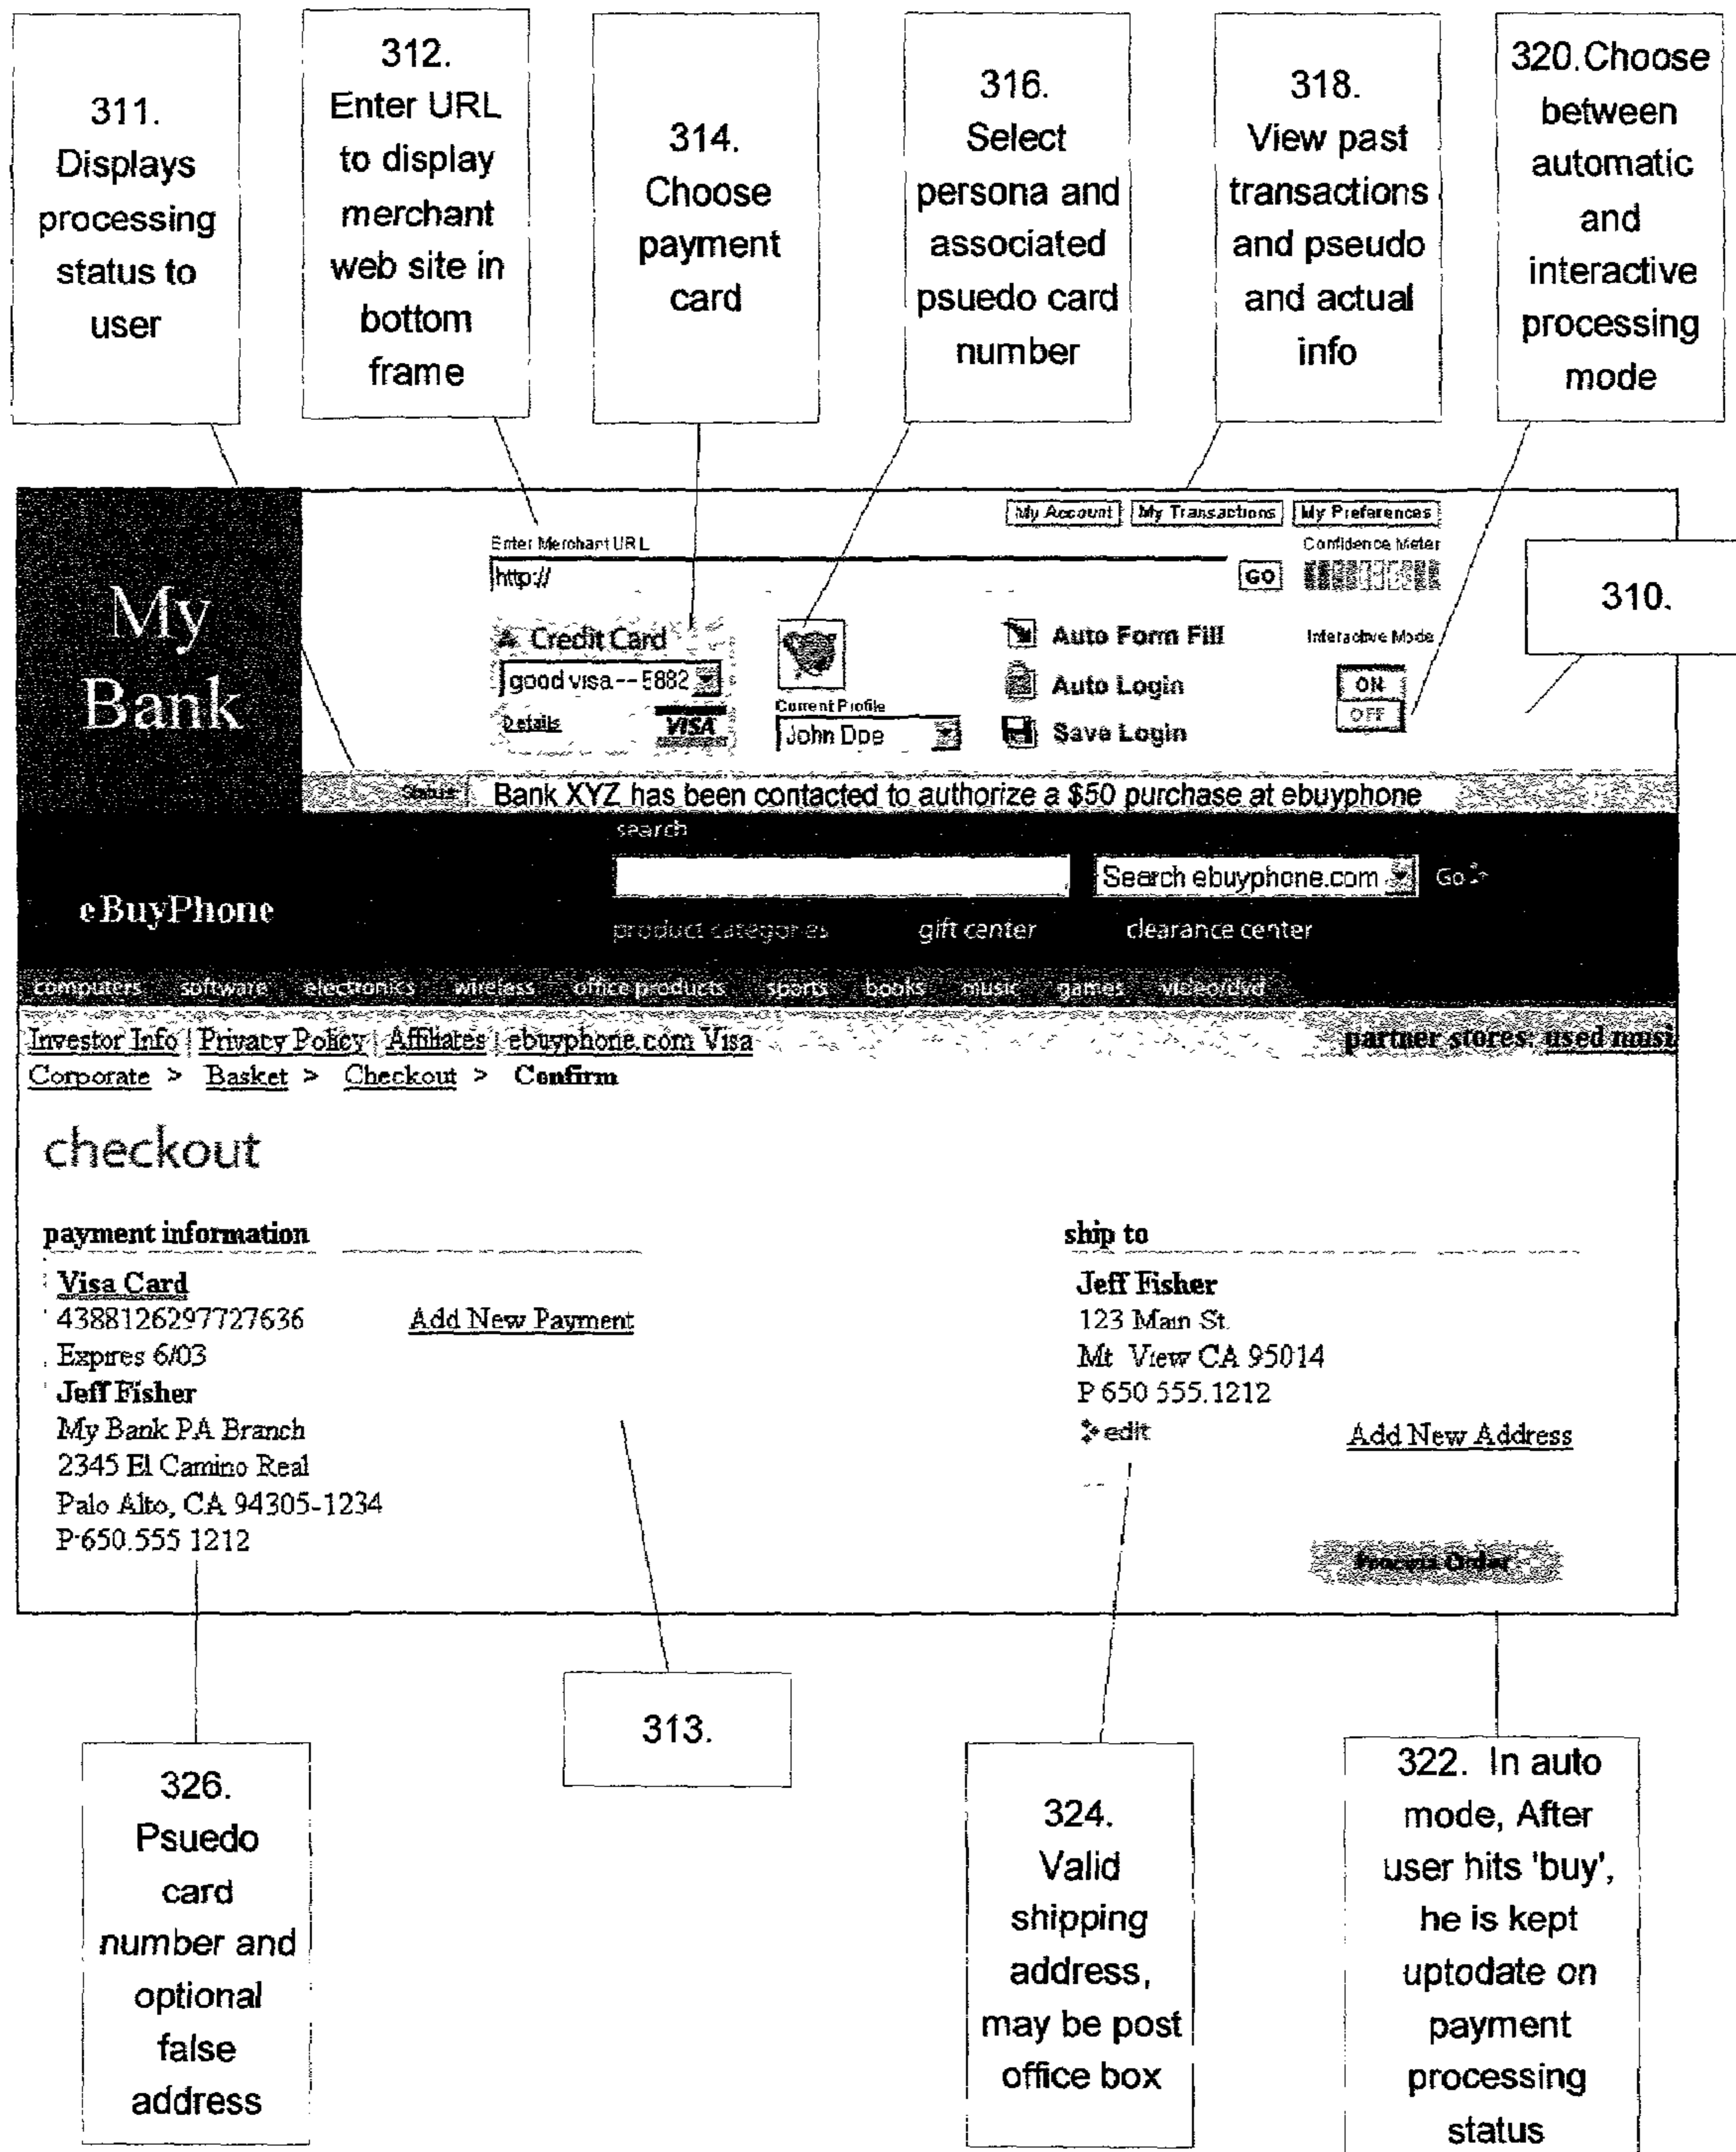 311.
Displays
processing
status to
user
312.
Enter URL
to display
merchant
web site in
bottom
frame
314.
Choose
payment
card
316.
Select
persona and
associated
psuedo card
number
318.
View past
transactions
and pseudo
and actual
info
320.Choose
between
automatic
and
interactive
processing
mode
My
Bank
My Account My Transactions My Preferences
Enter Merchant URL
Confidence Meter
http:// GO
310.
Credit Card
good visa -- 5882
Details VISA
Current Profile
John Doe
Auto Form Fill
Auto Login
Save Login
Interactive Mode
ON
OFF
Status Bank XYZ has been contacted to authorize a $50 purchase at ebuyphone
eBuyPhone
search
Search ebuyphone.com Go
product categories gift center clearance center
computers software electronics wireless office products sports books music games video/dvd
Investor Info | Privacy Policy | Affiliates | ebuyphone.com Visa partner stores: used musi
Corporate > Basket > Checkout > Confirm
checkout
payment information
Visa Card
4388126297727636 Add New Payment
Expires 6/03
Jeff Fisher
My Bank PA Branch
2345 El Camino Real
Palo Alto, CA 94305-1234
P:650.555 1212
ship to
Jeff Fisher
123 Main St.
Mt View CA 95014
P 650 555.1212
edit Add New Address
Process Order
326.
Psuedo
card
number and
optional
false
address
313.
324.
Valid
shipping
address,
may be post
office box
322. In auto
mode, After
user hits 'buy',
he is kept
uptodate on
payment
processing
status